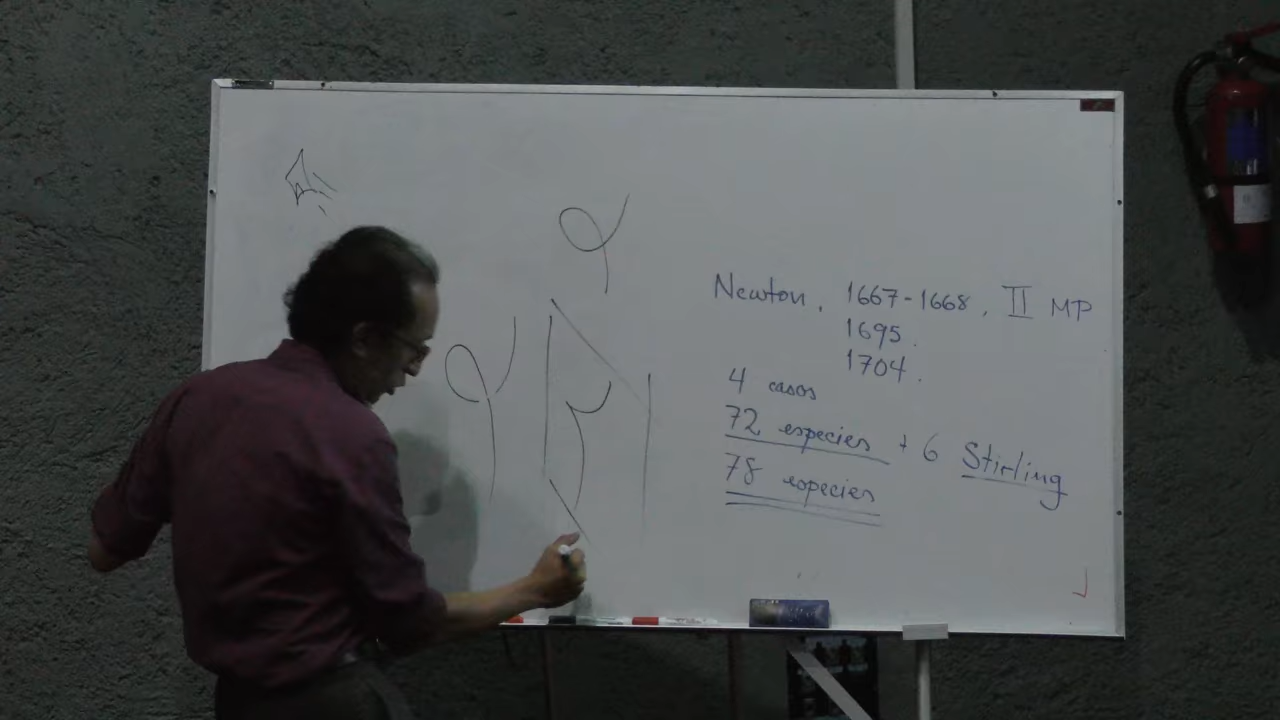 Newton, 1667-1668, II MP
1695.
1704.
4 casos
72 especies + 6 Stirling
78 especies